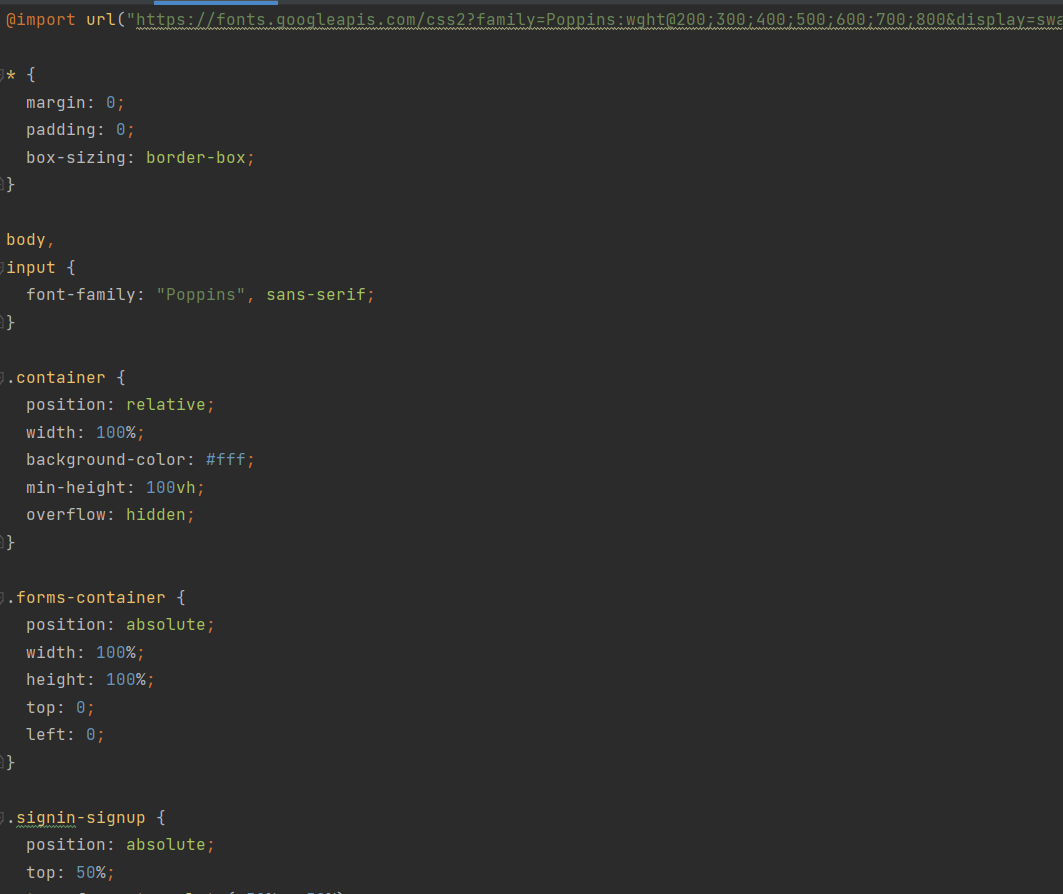 @import url("https://fonts.googleapis.com/css2?family=Poppins:wght@200;300;400;500;600;700;800&display=swa
* {
margin: 0;
padding: 0;
box-sizing: border-box;
}
body,
input {
font-family: "Poppins", sans-serif;
}
.container {
position: relative;
width: 100%;
background-color: #fff;
min-height: 100vh;
overflow: hidden;
}
.forms-container {
position: absolute;
width: 100%;
height: 100%;
top: 0;
left: 0;
}
.signin-signup {
position: absolute;
top: 50%;